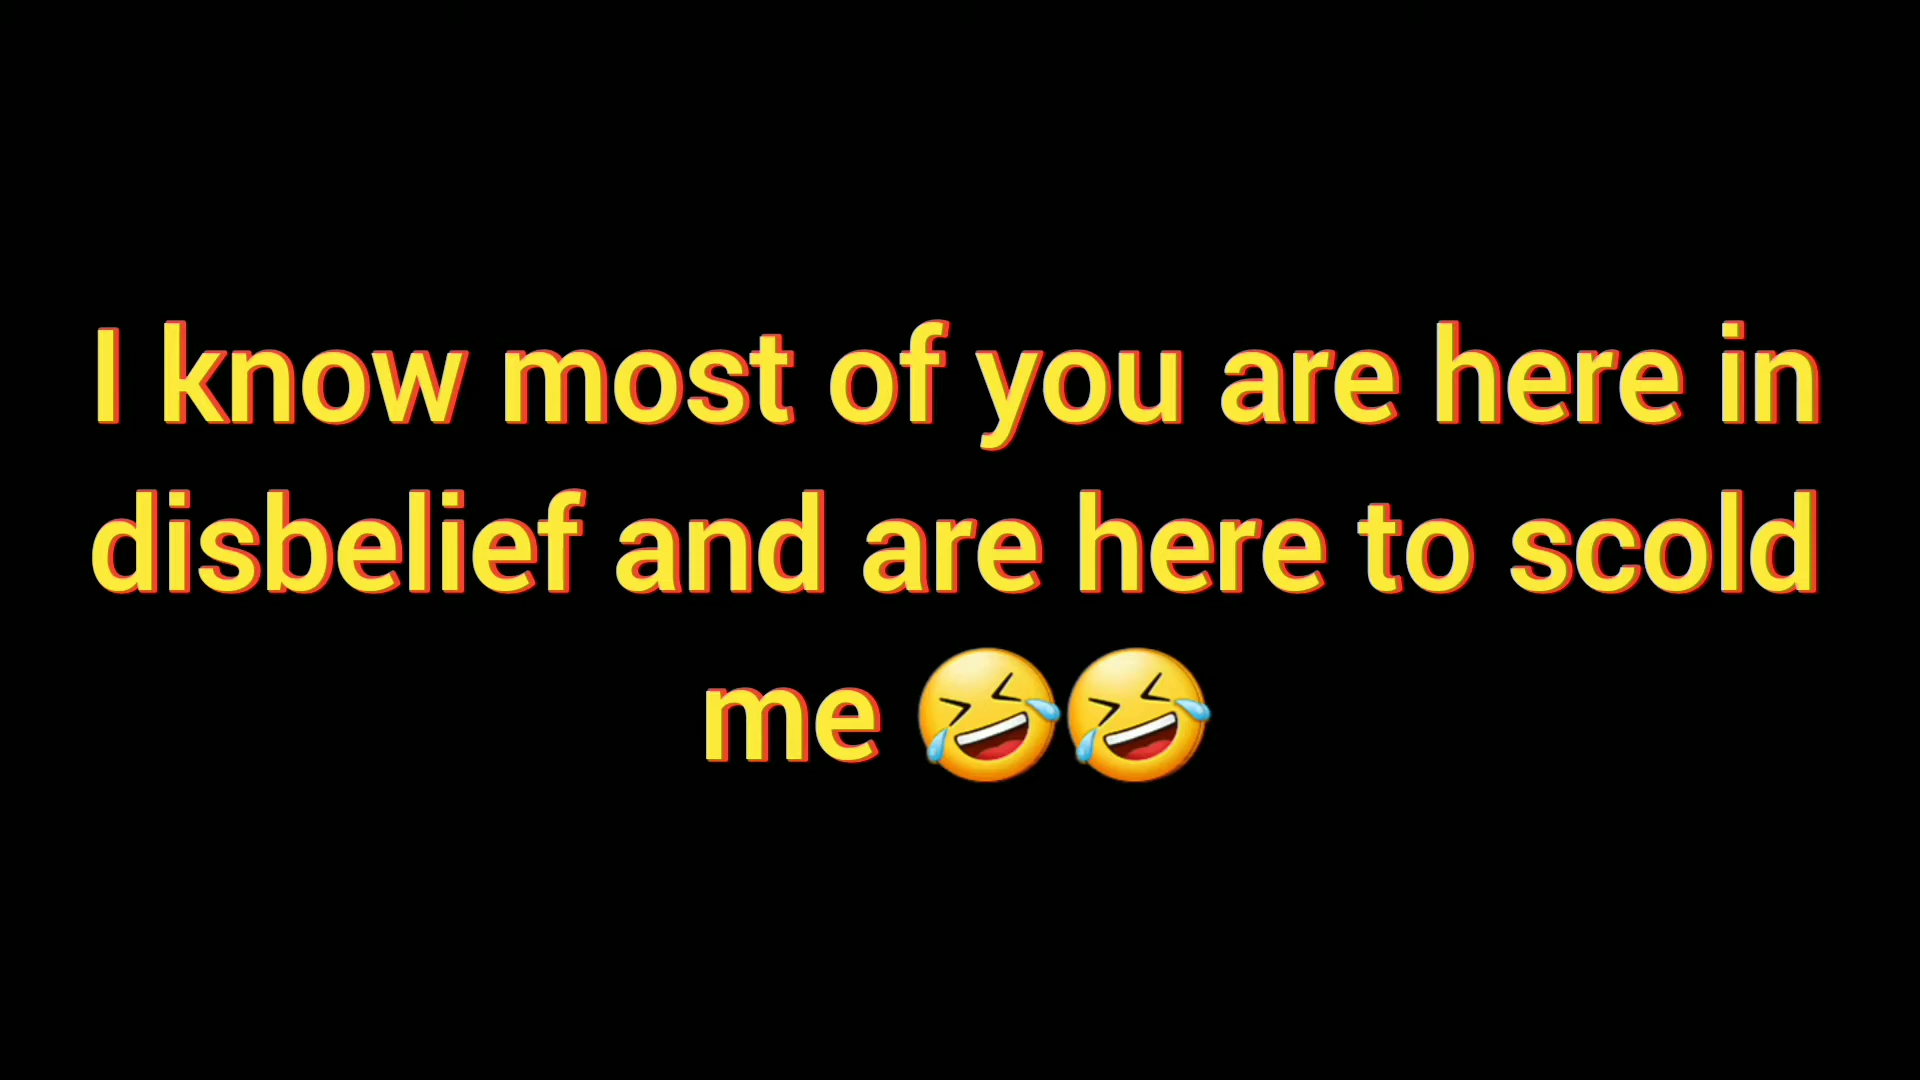 I know most of you are here in
disbelief and are here to scold
me 🤣🤣